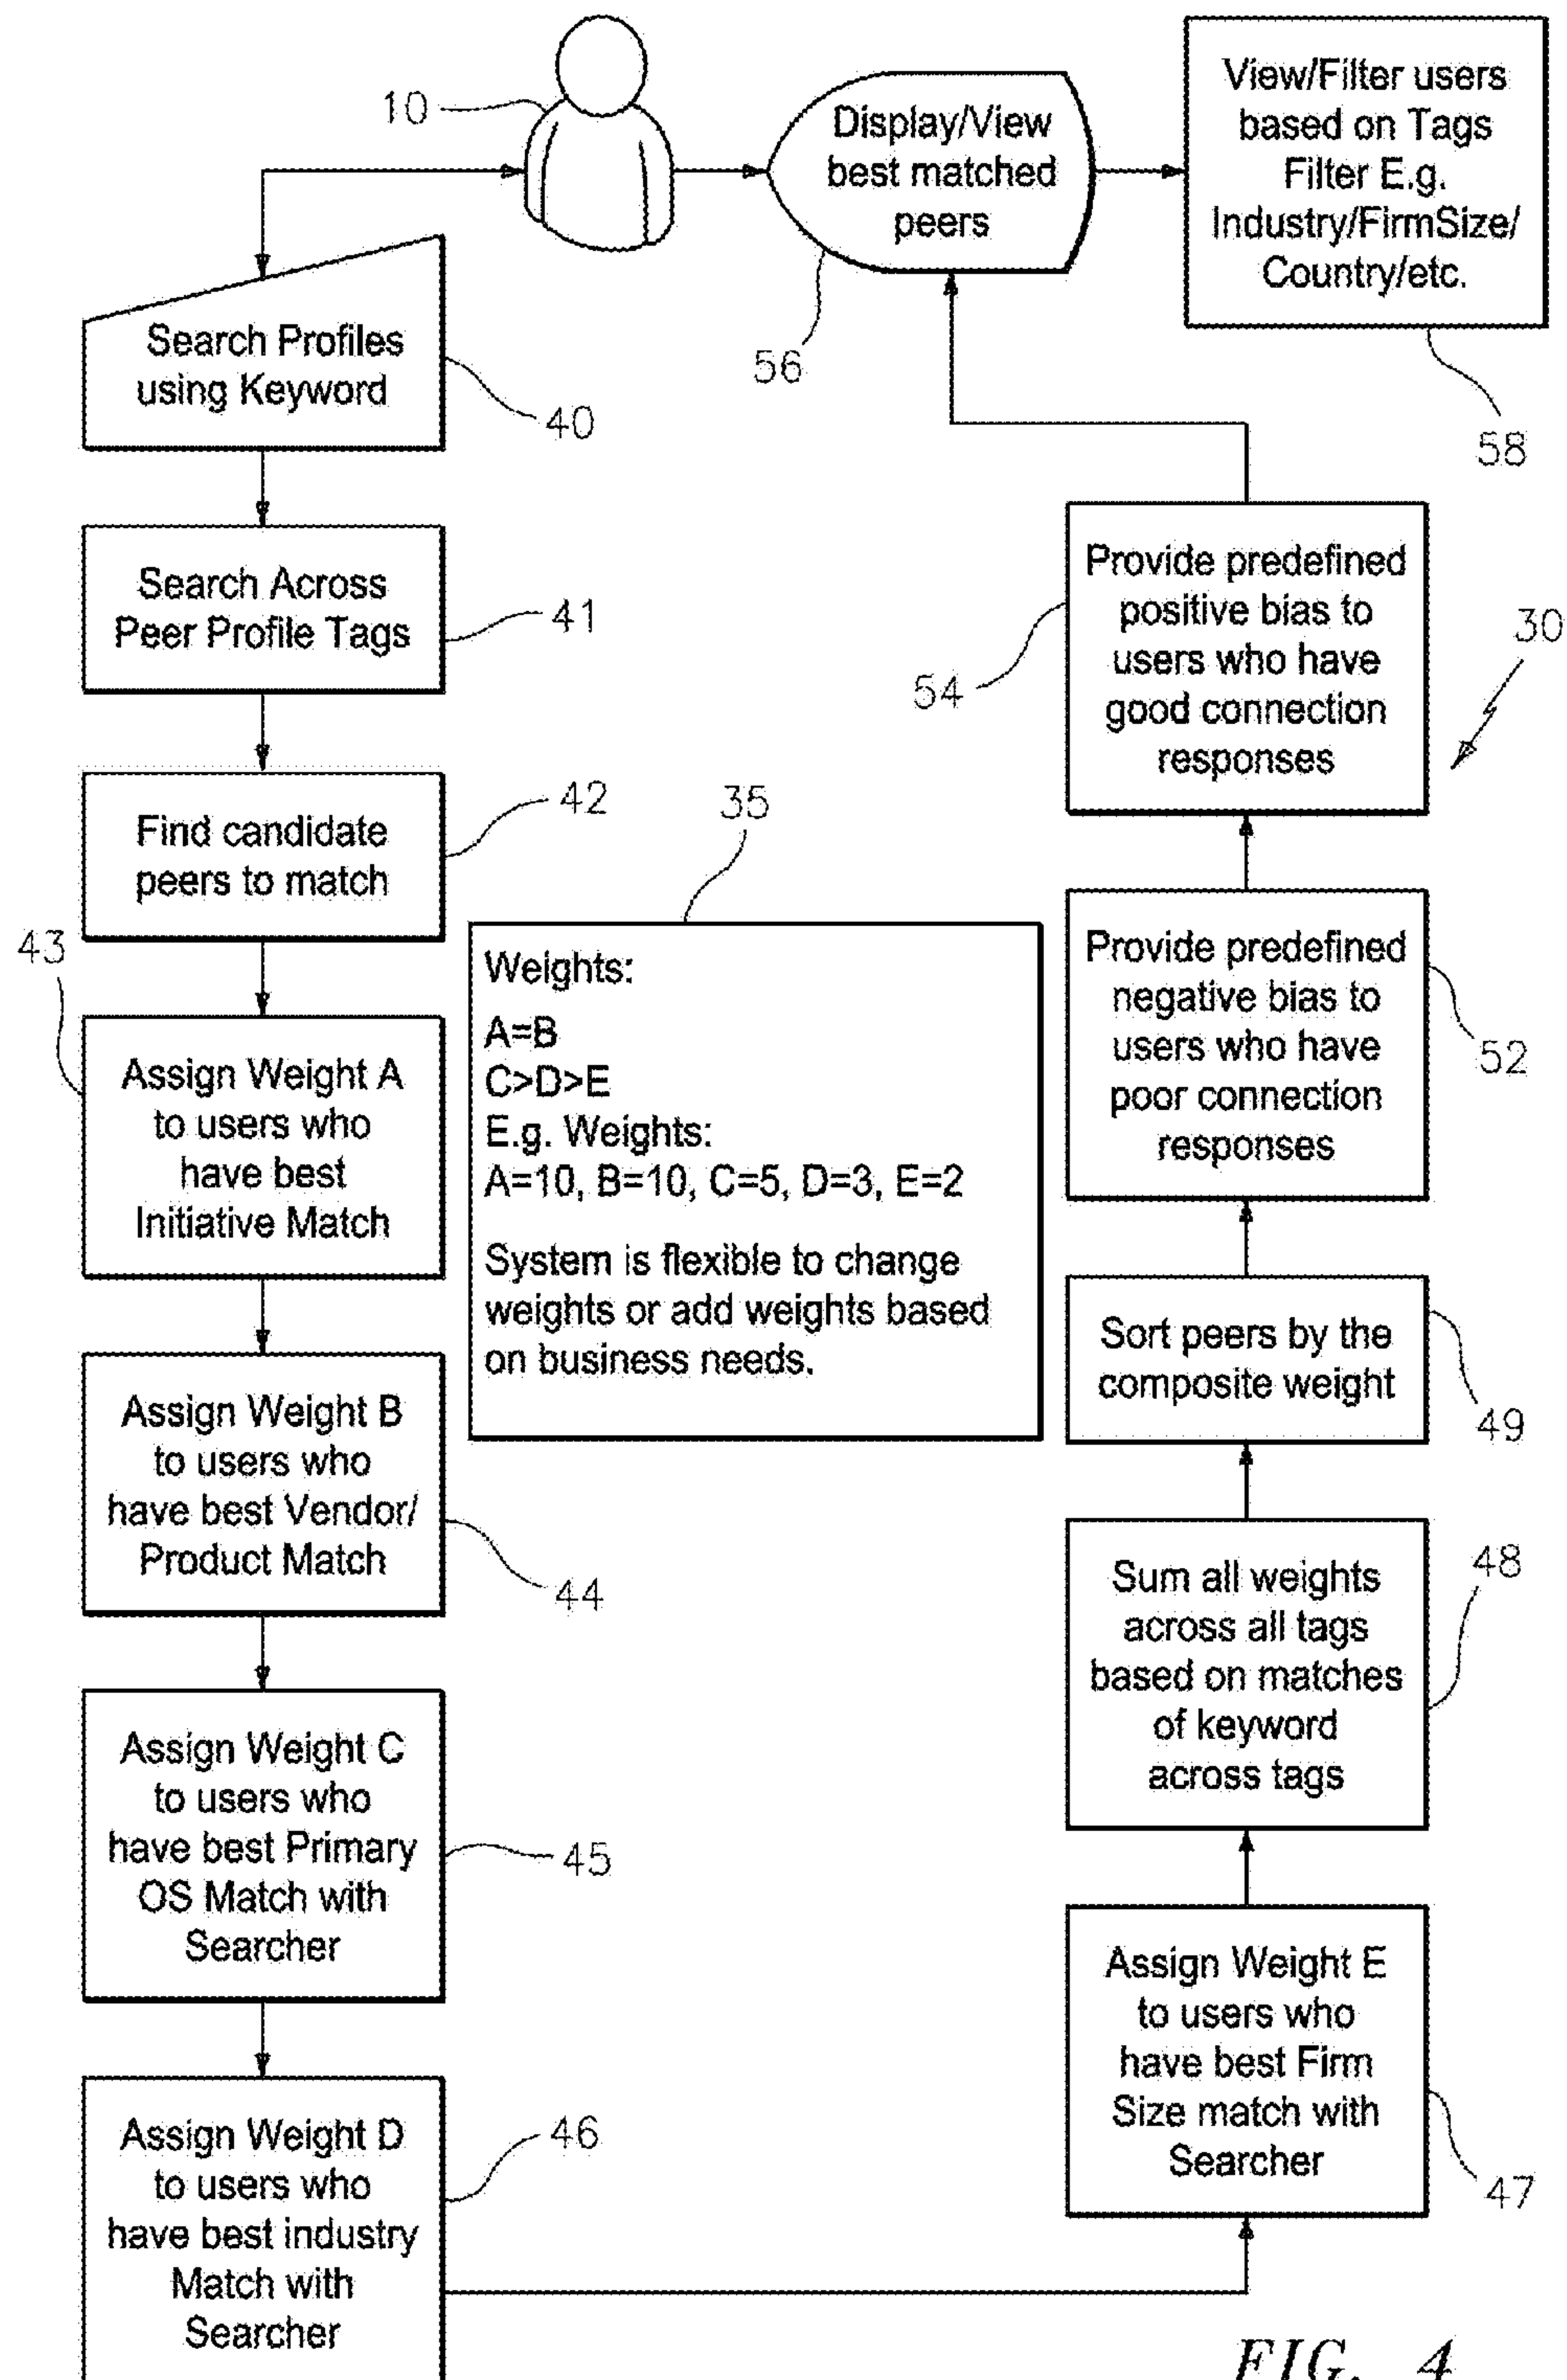 10
Display/View
best matched
peers
56
View/Filter users
based on Tags
Filter E.g.
Industry/FirmSize/
Country/etc.
58
Search Profiles
using Keyword
40
Search Across
Peer Profile Tags
41
Find candidate
peers to match
42
43
Assign Weight A
to users who
have best
Initiative Match
Assign Weight B
to users who
have best Vendor/
Product Match
44
Assign Weight C
to users who
have best Primary
OS Match with
Searcher
45
Assign Weight D
to users who
have best industry
Match with
Searcher
46
35
Weights:
A=B
C>D>E
E.g. Weights:
A=10, B=10, C=5, D=3, E=2
System is flexible to change
weights or add weights based
on business needs.
Provide predefined
positive bias to
users who have
good connection
responses
54
30
Provide predefined
negative bias to
users who have
poor connection
responses
52
Sort peers by the
composite weight
49
Sum all weights
across all tags
based on matches
of keyword
across tags
48
Assign Weight E
to users who
have best Firm
Size match with
Searcher
47
FIG. 4